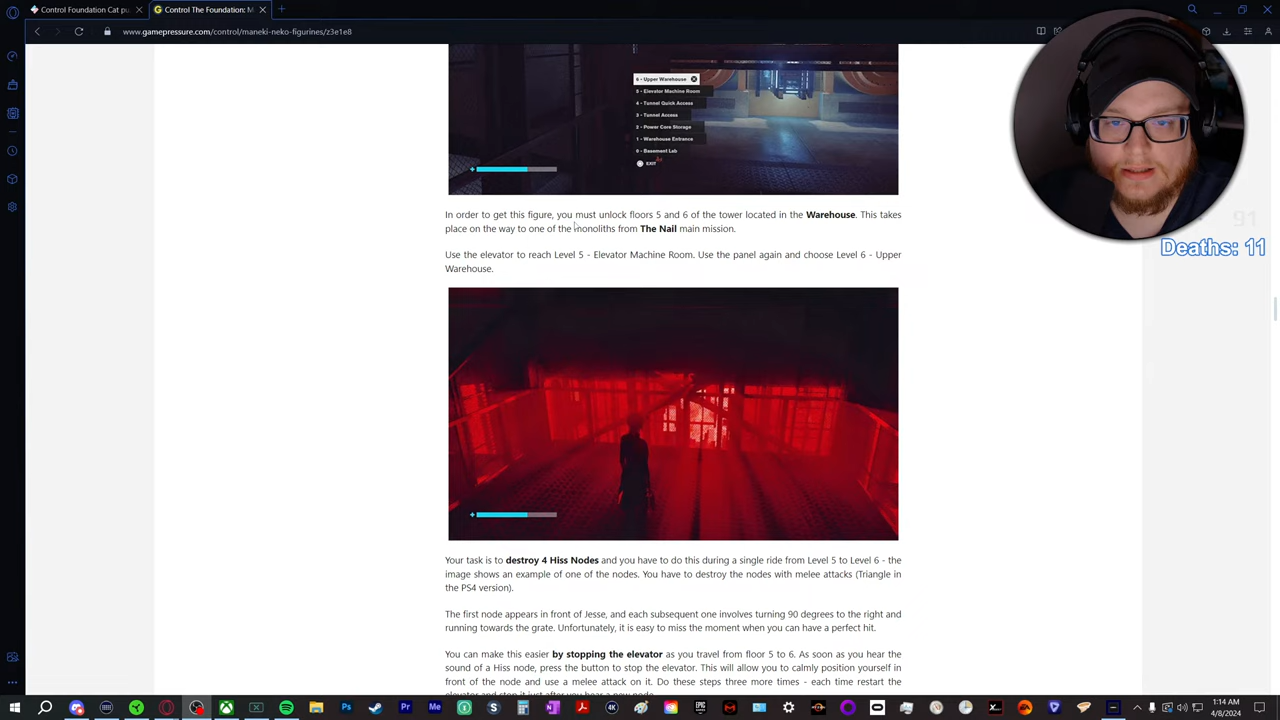 Control Foundation Cat pu
Control The Foundation: M
www.gamepressure.com/control/maneki-neko-figurines/z3e1e8
6 - Upper Warehouse
5 - Elevator Machine Room
4 - Tunnel Quick Access
3 - Tunnel Access
2 - Power Core Storage
1 - Warehouse Entrance
0 - Basement Lab
EXIT
91
Deaths: 11
In order to get this figure, you must unlock floors 5 and 6 of the tower located in the Warehouse. This takes
place on the way to one of the monoliths from The Nail main mission.
Use the elevator to reach Level 5 - Elevator Machine Room. Use the panel again and choose Level 6 - Upper
Warehouse.
Your task is to destroy 4 Hiss Nodes and you have to do this during a single ride from Level 5 to Level 6 - the
image shows an example of one of the nodes. You have to destroy the nodes with melee attacks (Triangle in
the PS4 version).
The first node appears in front of Jesse, and each subsequent one involves turning 90 degrees to the right and
running towards the grate. Unfortunately, it is easy to miss the moment when you can have a perfect hit.
You can make this easier by stopping the elevator as you travel from floor 5 to 6. As soon as you hear the
sound of a Hiss node, press the button to stop the elevator. This will allow you to calmly position yourself in
front of the node and use a melee attack on it. Do these steps three more times - each time restart the
elevator and stop it just after you hear a new node.
1:14 AM
4/8/2024